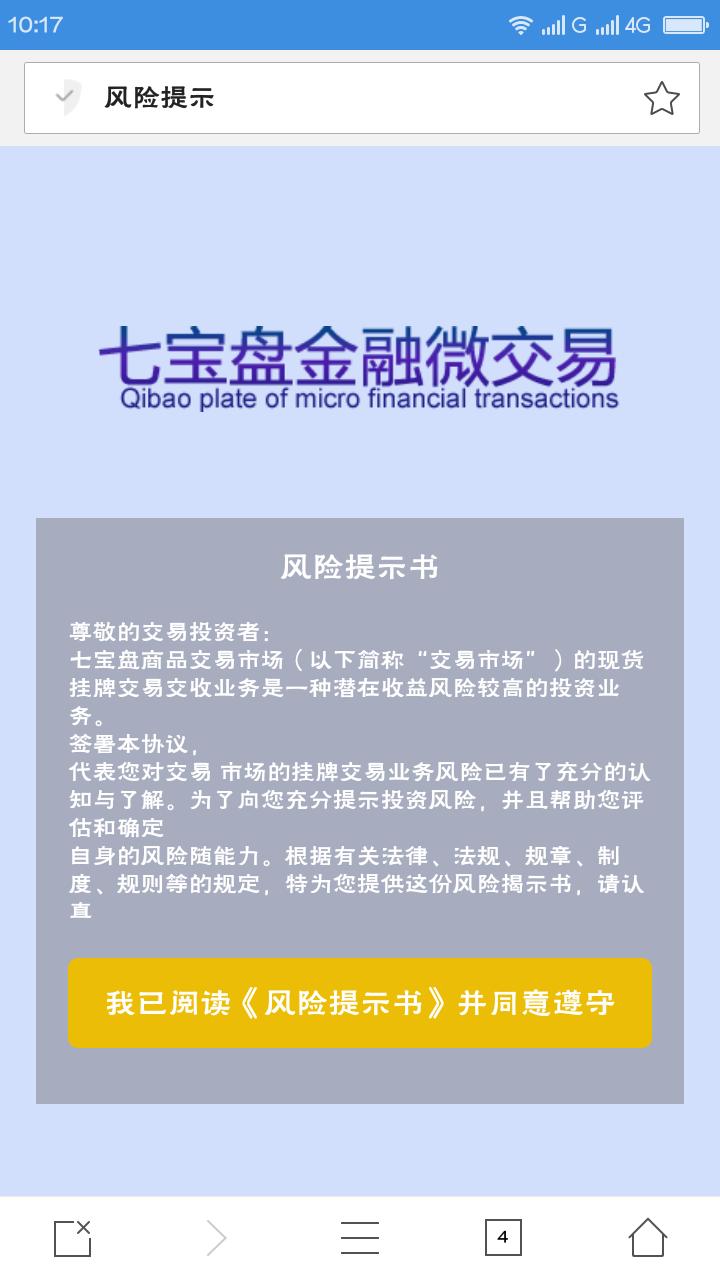 10:17
G
4G
风险提示
七宝盘金融微交易
Qibao plate of micro financial transactions
风险提示书
尊敬的交易投资者：
七宝盘商品交易市场（以下简称“交易市场”）的现货
挂牌交易交收业务是一种潜在收益风险较高的投资业
务。
签署本协议，
代表您对交易 市场的挂牌交易业务风险已有了充分的认
知与了解。为了向您充分提示投资风险，并且帮助您评
估和确定
自身的风险随能力。根据有关法律、法规、规章、制
度、规则等的规定，特为您提供这份风险揭示书，请认
直
我已阅读《风险提示书》并同意遵守
4